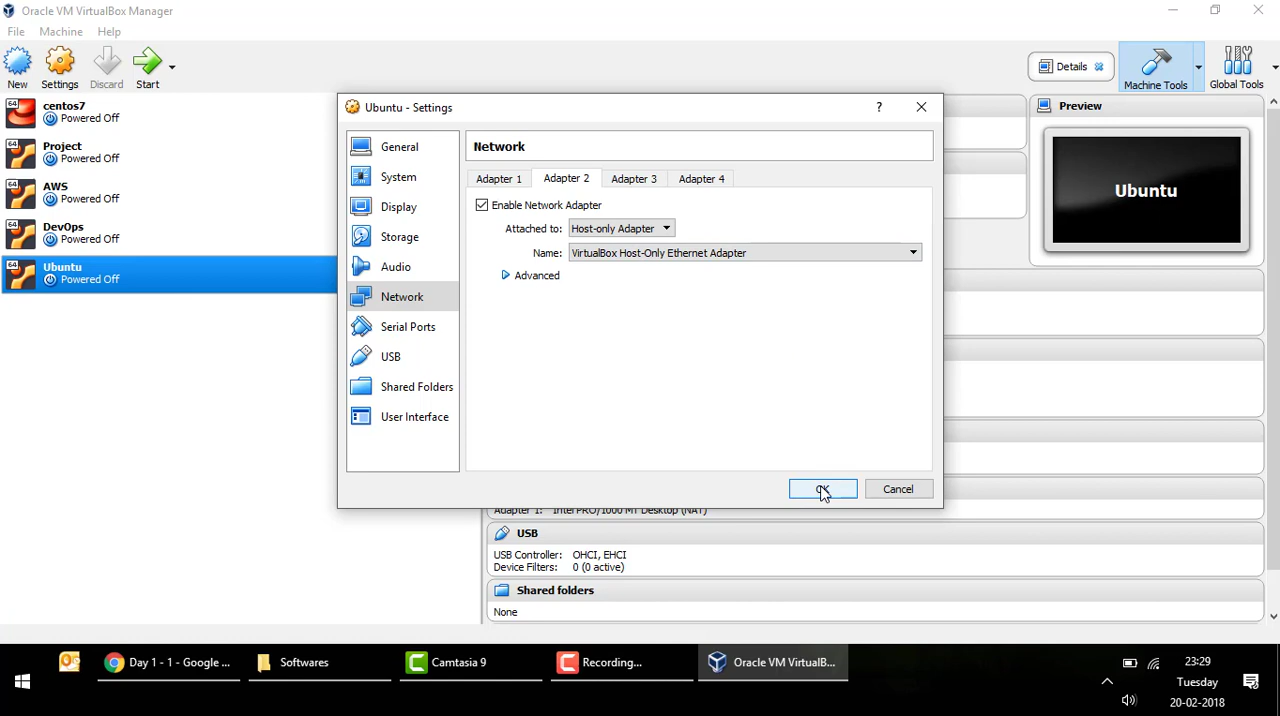 Oracle VM VirtualBox Manager
File Machine Help
New Settings Discard Start
Details
Machine Tools Global Tools
64 centos7
Powered Off
64 Project
Powered Off
64 AWS
Powered Off
64 DevOps
Powered Off
64 Ubuntu
Powered Off
Ubuntu - Settings
?
General
System
Display
Storage
Audio
Network
Serial Ports
USB
Shared Folders
User Interface
Network
Adapter 1 Adapter 2 Adapter 3 Adapter 4
Enable Network Adapter
Attached to: Host-only Adapter
Name: VirtualBox Host-Only Ethernet Adapter
Advanced
OK Cancel
Preview
Ubuntu
Adapter 1: Intel PRO/1000 MT Desktop (NAT)
USB
USB Controller: OHCI, EHCI
Device Filters: 0 (0 active)
Shared folders
None
Day 1 - 1 - Google ...
Softwares
Camtasia 9
Recording...
Oracle VM VirtualB...
23:29
Tuesday
20-02-2018